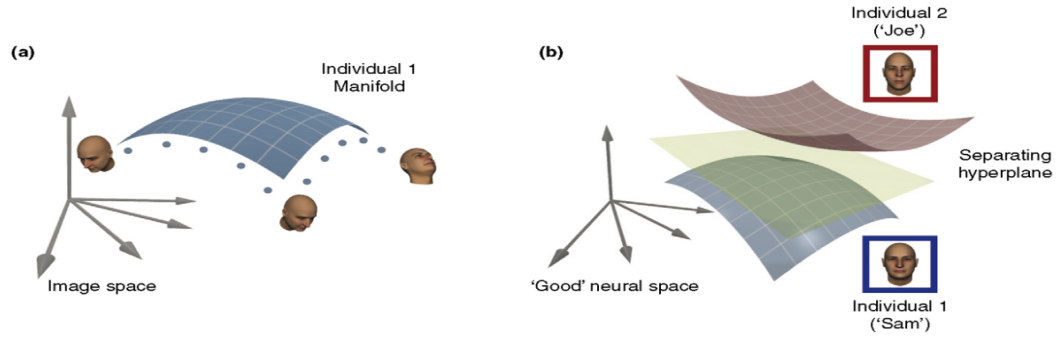 (a)
Individual 1
Manifold
Image space
(b)
Individual 2
(‘Joe’)
Separating
hyperplane
‘Good’ neural space
Individual 1
(‘Sam’)